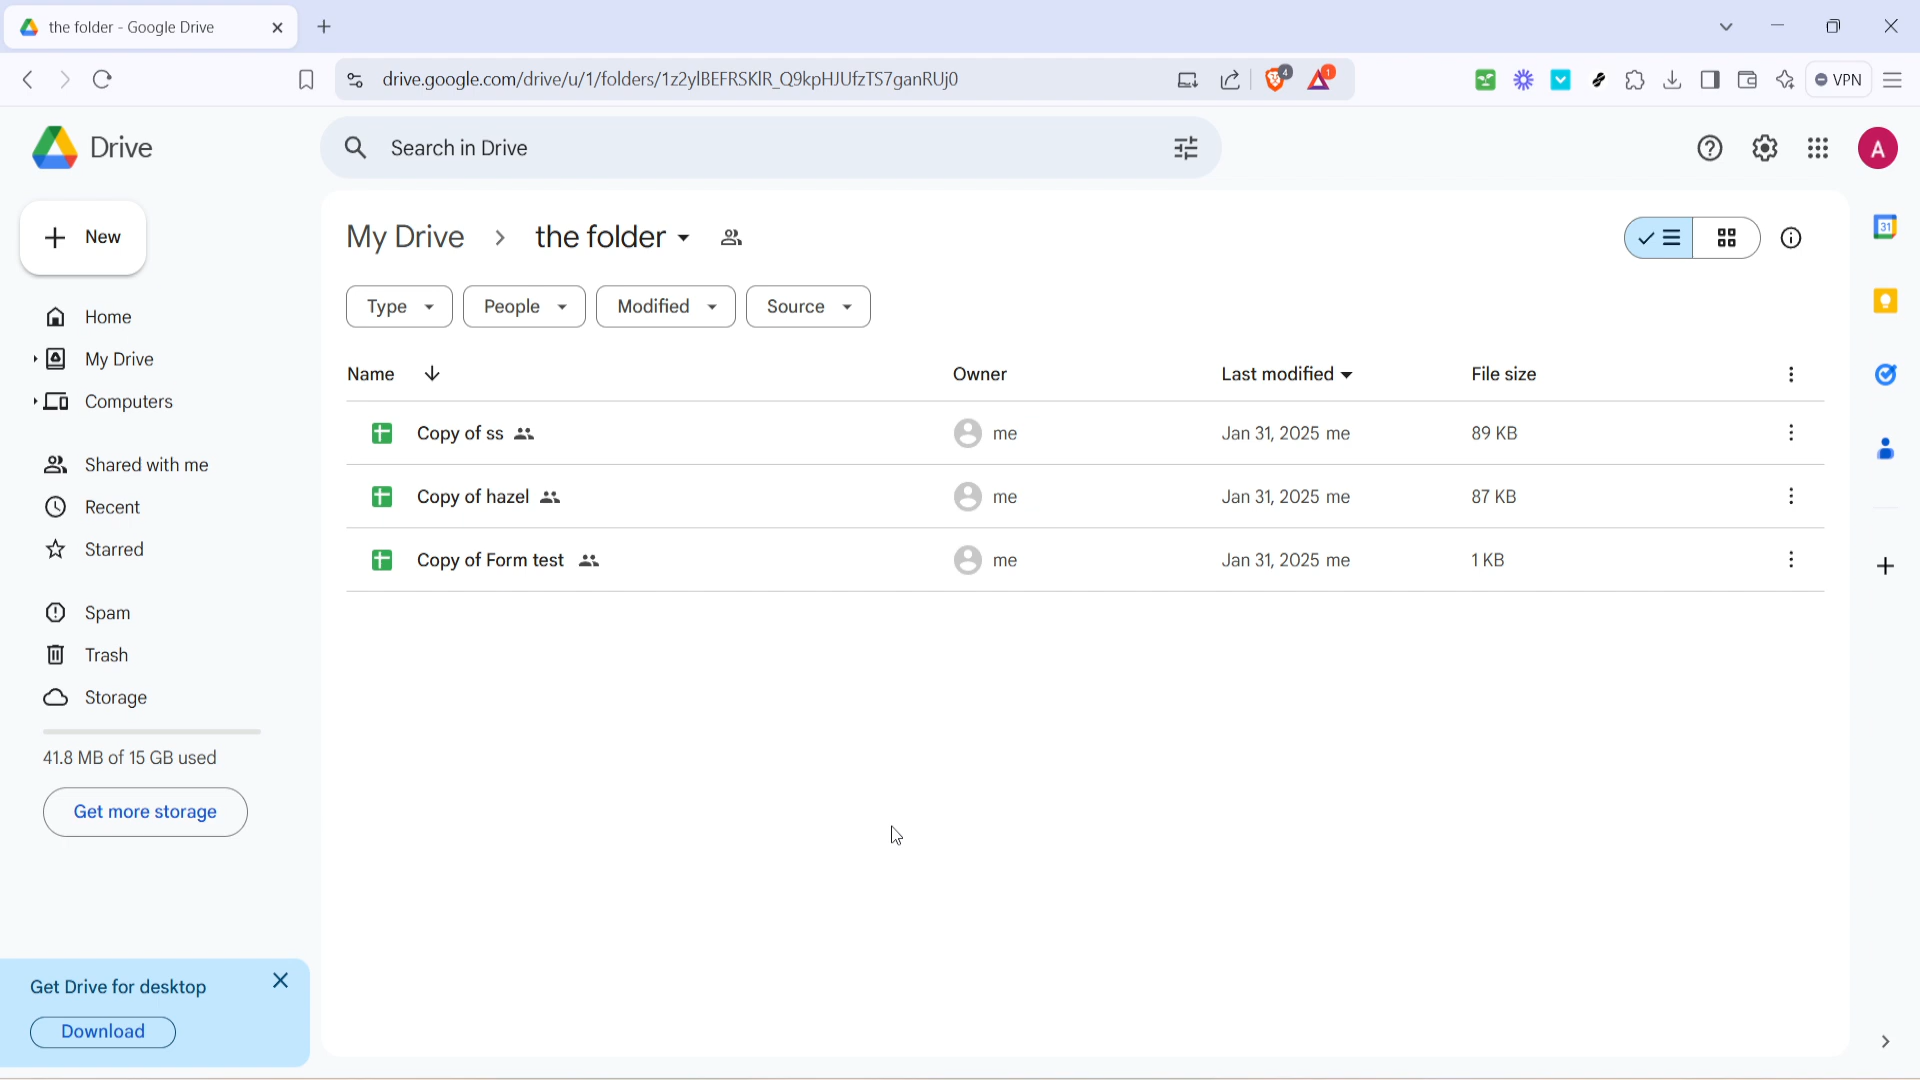 the folder - Google Drive
drive.google.com/drive/u/1/folders/1z2ylBEFRSKlR_Q9kpHJUfzTS7ganRUj0
4
1
VPN
Drive
Search in Drive
A
New
My Drive > the folder
31
Type
People
Modified
Source
Home
My Drive
Computers
Shared with me
Recent
Starred
Spam
Trash
Storage
41.8 MB of 15 GB used
Get more storage
Name
Owner
Last modified
File size
Copy of ss
me
Jan 31, 2025 me
89 KB
Copy of hazel
me
Jan 31, 2025 me
87 KB
Copy of Form test
me
Jan 31, 2025 me
1 KB
Get Drive for desktop
Download